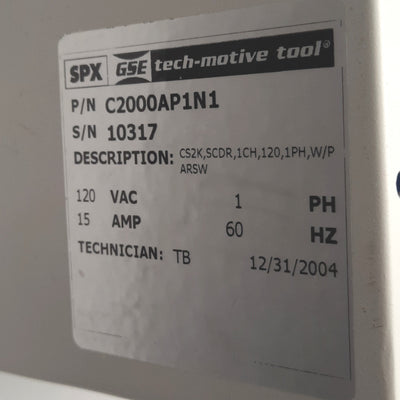 SPX GSE tech-motive tool®
P/N C2000AP1N1
S/N 10317
DESCRIPTION: CS2K,SCDR,1CH,120,1PH,W/P
ARSW
120 VAC 1 PH
15 AMP 60 HZ
TECHNICIAN: TB 12/31/2004